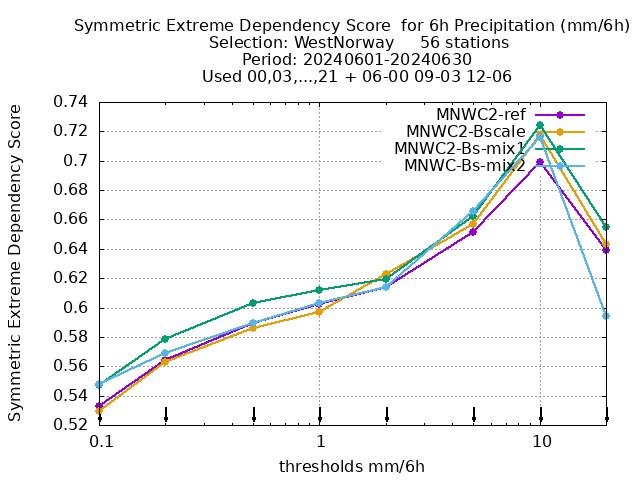 Symmetric Extreme Dependency Score  for 6h Precipitation (mm/6h)
Selection: WestNorway     56 stations
Period: 20240601-20240630
Used 00,03,...,21 + 06-00 09-03 12-06
Symmetric Extreme Dependency Score
0.74
0.72
0.7
0.68
0.66
0.64
0.62
0.6
0.58
0.56
0.54
0.52
MNWC2-ref
MNWC2-Bscale
MNWC2-Bs-mix1
MNWC-Bs-mix2
0.1
1
10
thresholds mm/6h